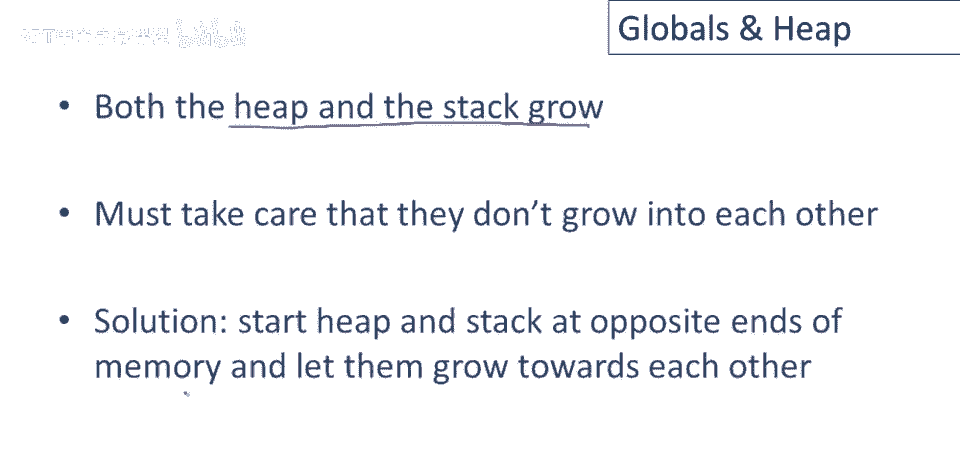 Globals & Heap
• Both the heap and the stack grow
• Must take care that they don’t grow into each other
• Solution: start heap and stack at opposite ends of
memory and let them grow towards each other